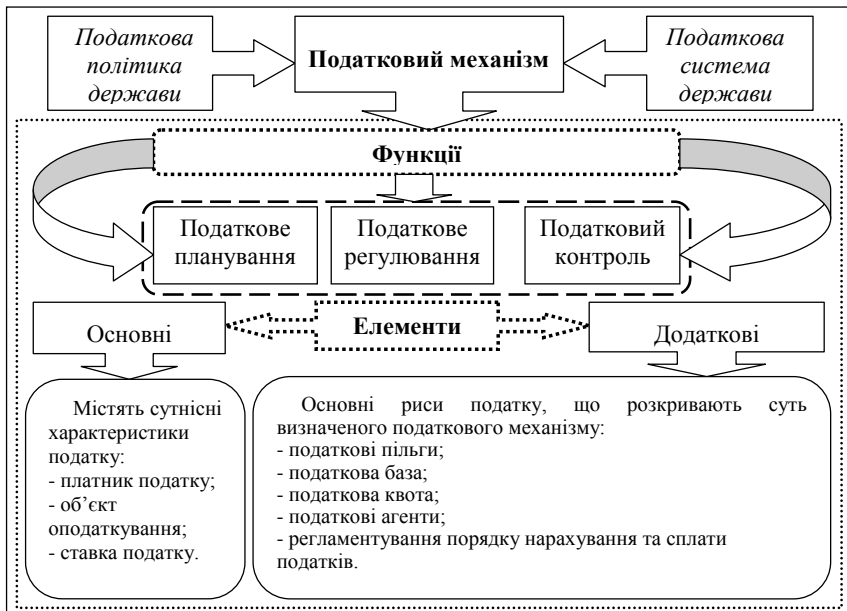 Податкова
політика
держави
Податковий механізм
Податкова
система
держави
Функції
Податкове
планування
Податкове
регулювання
Податковий
контроль
Основні
Елементи
Додаткові
Містять сутнісні
характеристики
податку:
- платник податку;
- об’єкт
оподаткування;
- ставка податку.
Основні риси податку, що розкривають суть
визначеного податкового механізму:
- податкові пільги;
- податкова база;
- податкова квота;
- податкові агенти;
- регламентування порядку нарахування та сплати
податків.